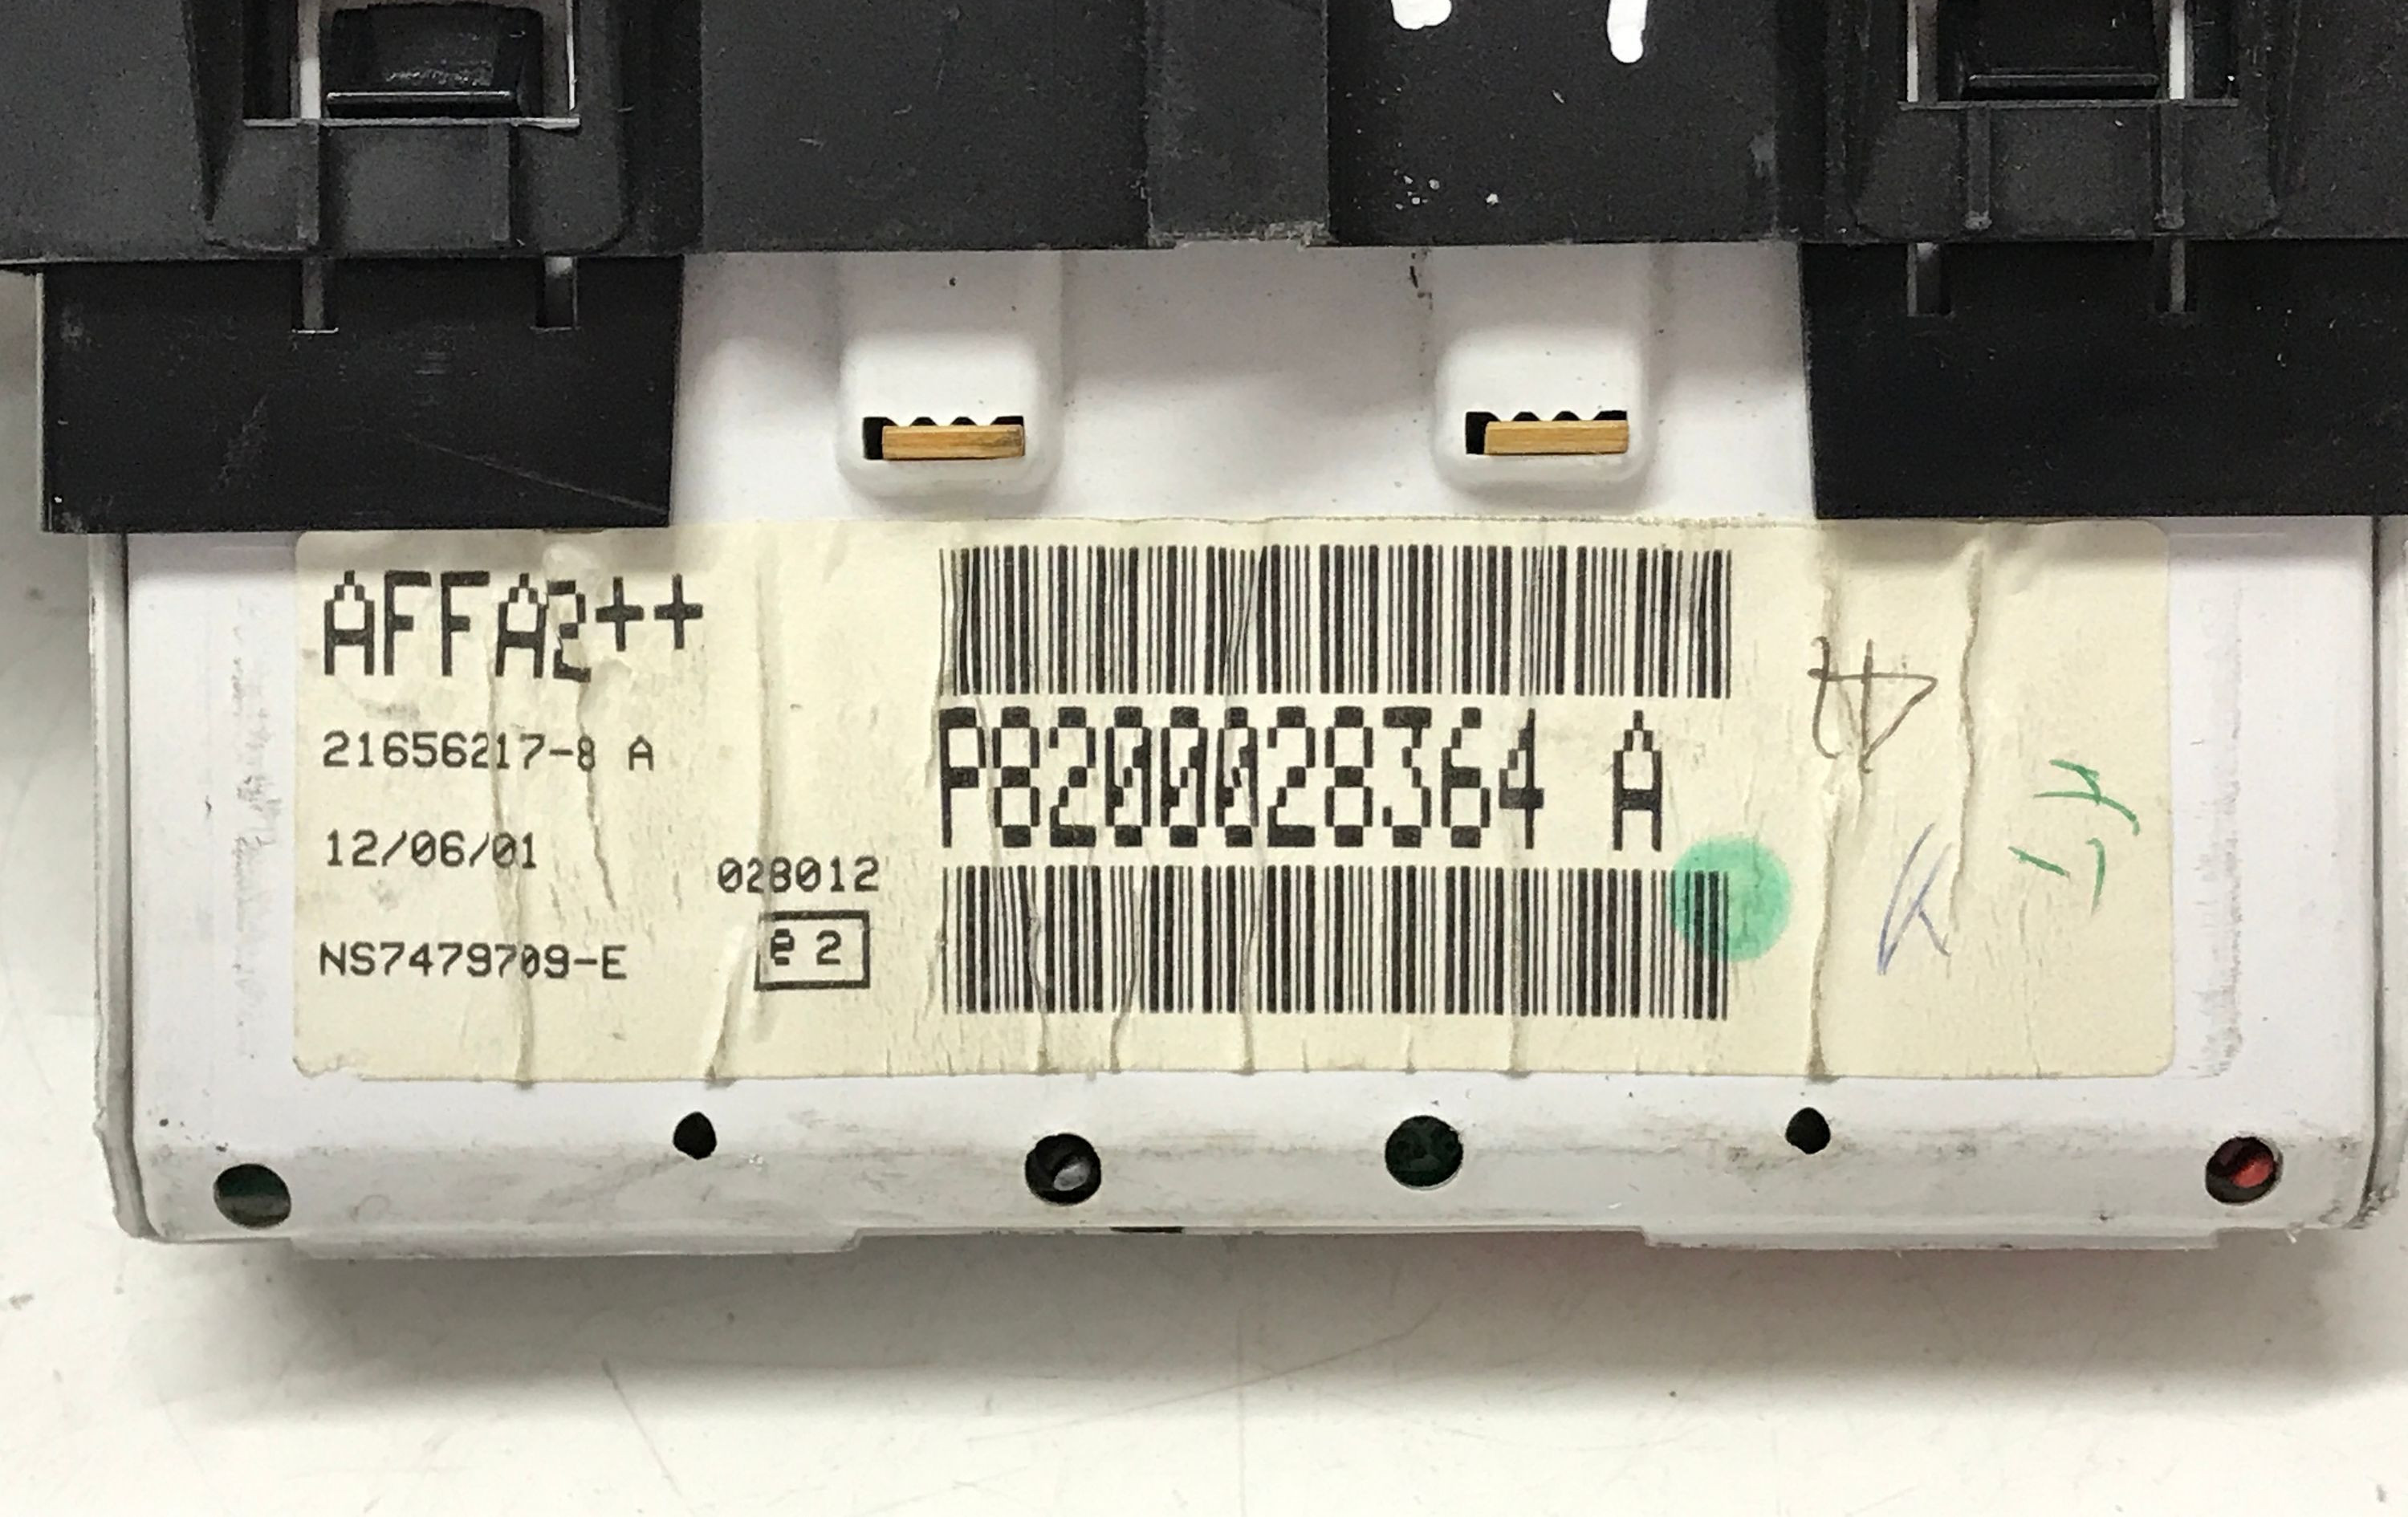 AFFA2++
21656217-8 A
12/06/01
NS7479709-E
028012
e 2
P8200028364 A